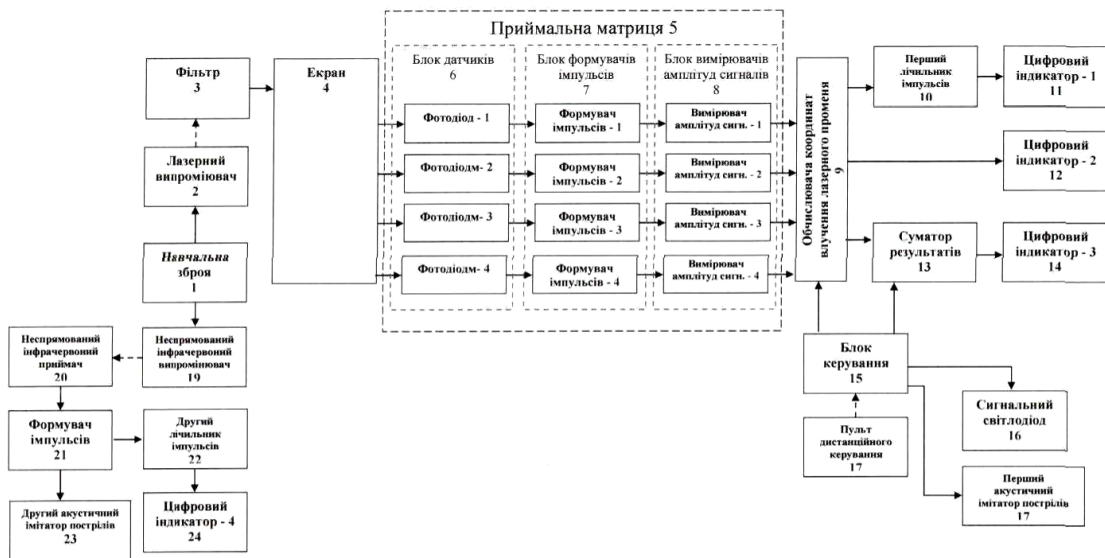 Приймальна матриця 5
Блок датчиків
6
Блок формувачів
імпульсів
7
Блок вимірювачів
амплітуд сигналів
8
Фільтр
3
Екран
4
Лазерний
випроміювач
2
Навчальна
зброя
1
Фотодіод - 1
Формувач
імпульсів - 1
Вимірювач
амплітуд сигн. - 1
Фотодіодм- 2
Формувач
імпульсів - 2
Вимірювач
амплітуд сигн. - 2
Фотодіодм- 3
Формувач
імпульсів - 3
Вимірювач
амплітуд сигн. - 3
Фотодіодм- 4
Формувач
імпульсів - 4
Вимірювач
амплітуд сигн. - 4
Обчислювача координат
влучення лазерного променя
9
Перший
лічильник
імпульсів
10
Цифровий
індикатор - 1
11
Цифровий
індикатор - 2
12
Суматор
результатів
13
Цифровий
індикатор - 3
14
Блок
керування
15
Пульт
дистанційного
керування
17
Сигнальний
світлодіод
16
Перший
акустичний
імітатор пострілів
17
Неспрямований
інфрачервоний
приймач
20
Неспрямований
інфрачервоний
випромінювач
19
Формувач
імпульсів
21
Другий
лічильник
імпульсів
22
Другий акустичний
імітатор пострілів
23
Цифровий
індикатор - 4
24